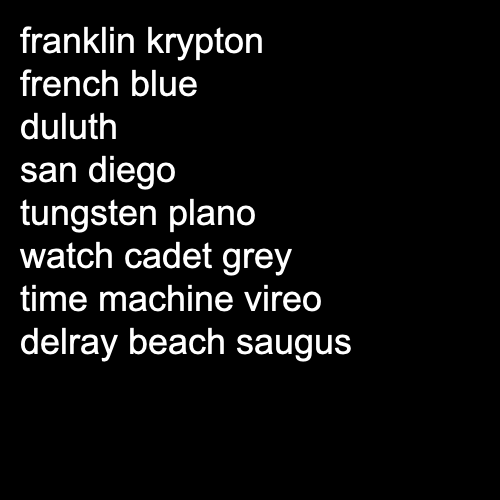 franklin krypton
french blue
duluth
san diego
tungsten plano
watch cadet grey
time machine vireo
delray beach saugus